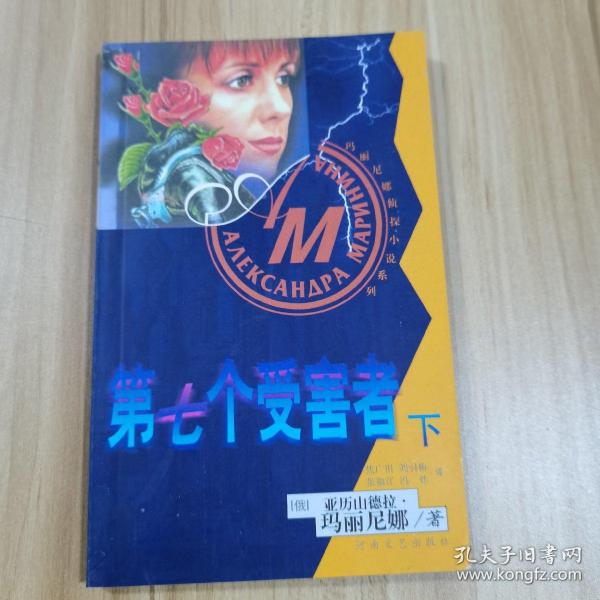 АЛЕКСАНДРА МАРИНИНА
М
玛丽尼娜侦探小说系列
第七个受害者 下
译
[俄] 亚历山德拉·
玛丽尼娜/著
河南文艺出版社
孔夫子旧书网
www.kongfz.com